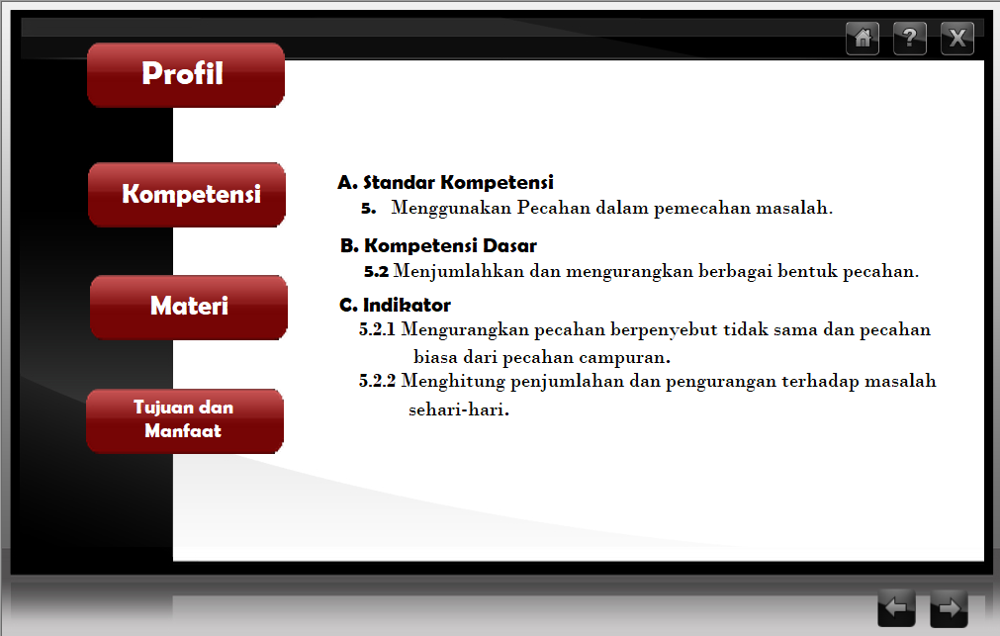 ? X
Profil
Kompetensi
Materi
Tujuan dan
Manfaat
A. Standar Kompetensi
5. Menggunakan Pecahan dalam pemecahan masalah.
B. Kompetensi Dasar
5.2 Menjumlahkan dan mengurangkan berbagai bentuk pecahan.
C. Indikator
5.2.1 Mengurangkan pecahan berpenyebut tidak sama dan pecahan
biasa dari pecahan campuran.
5.2.2 Menghitung penjumlahan dan pengurangan terhadap masalah
sehari-hari.